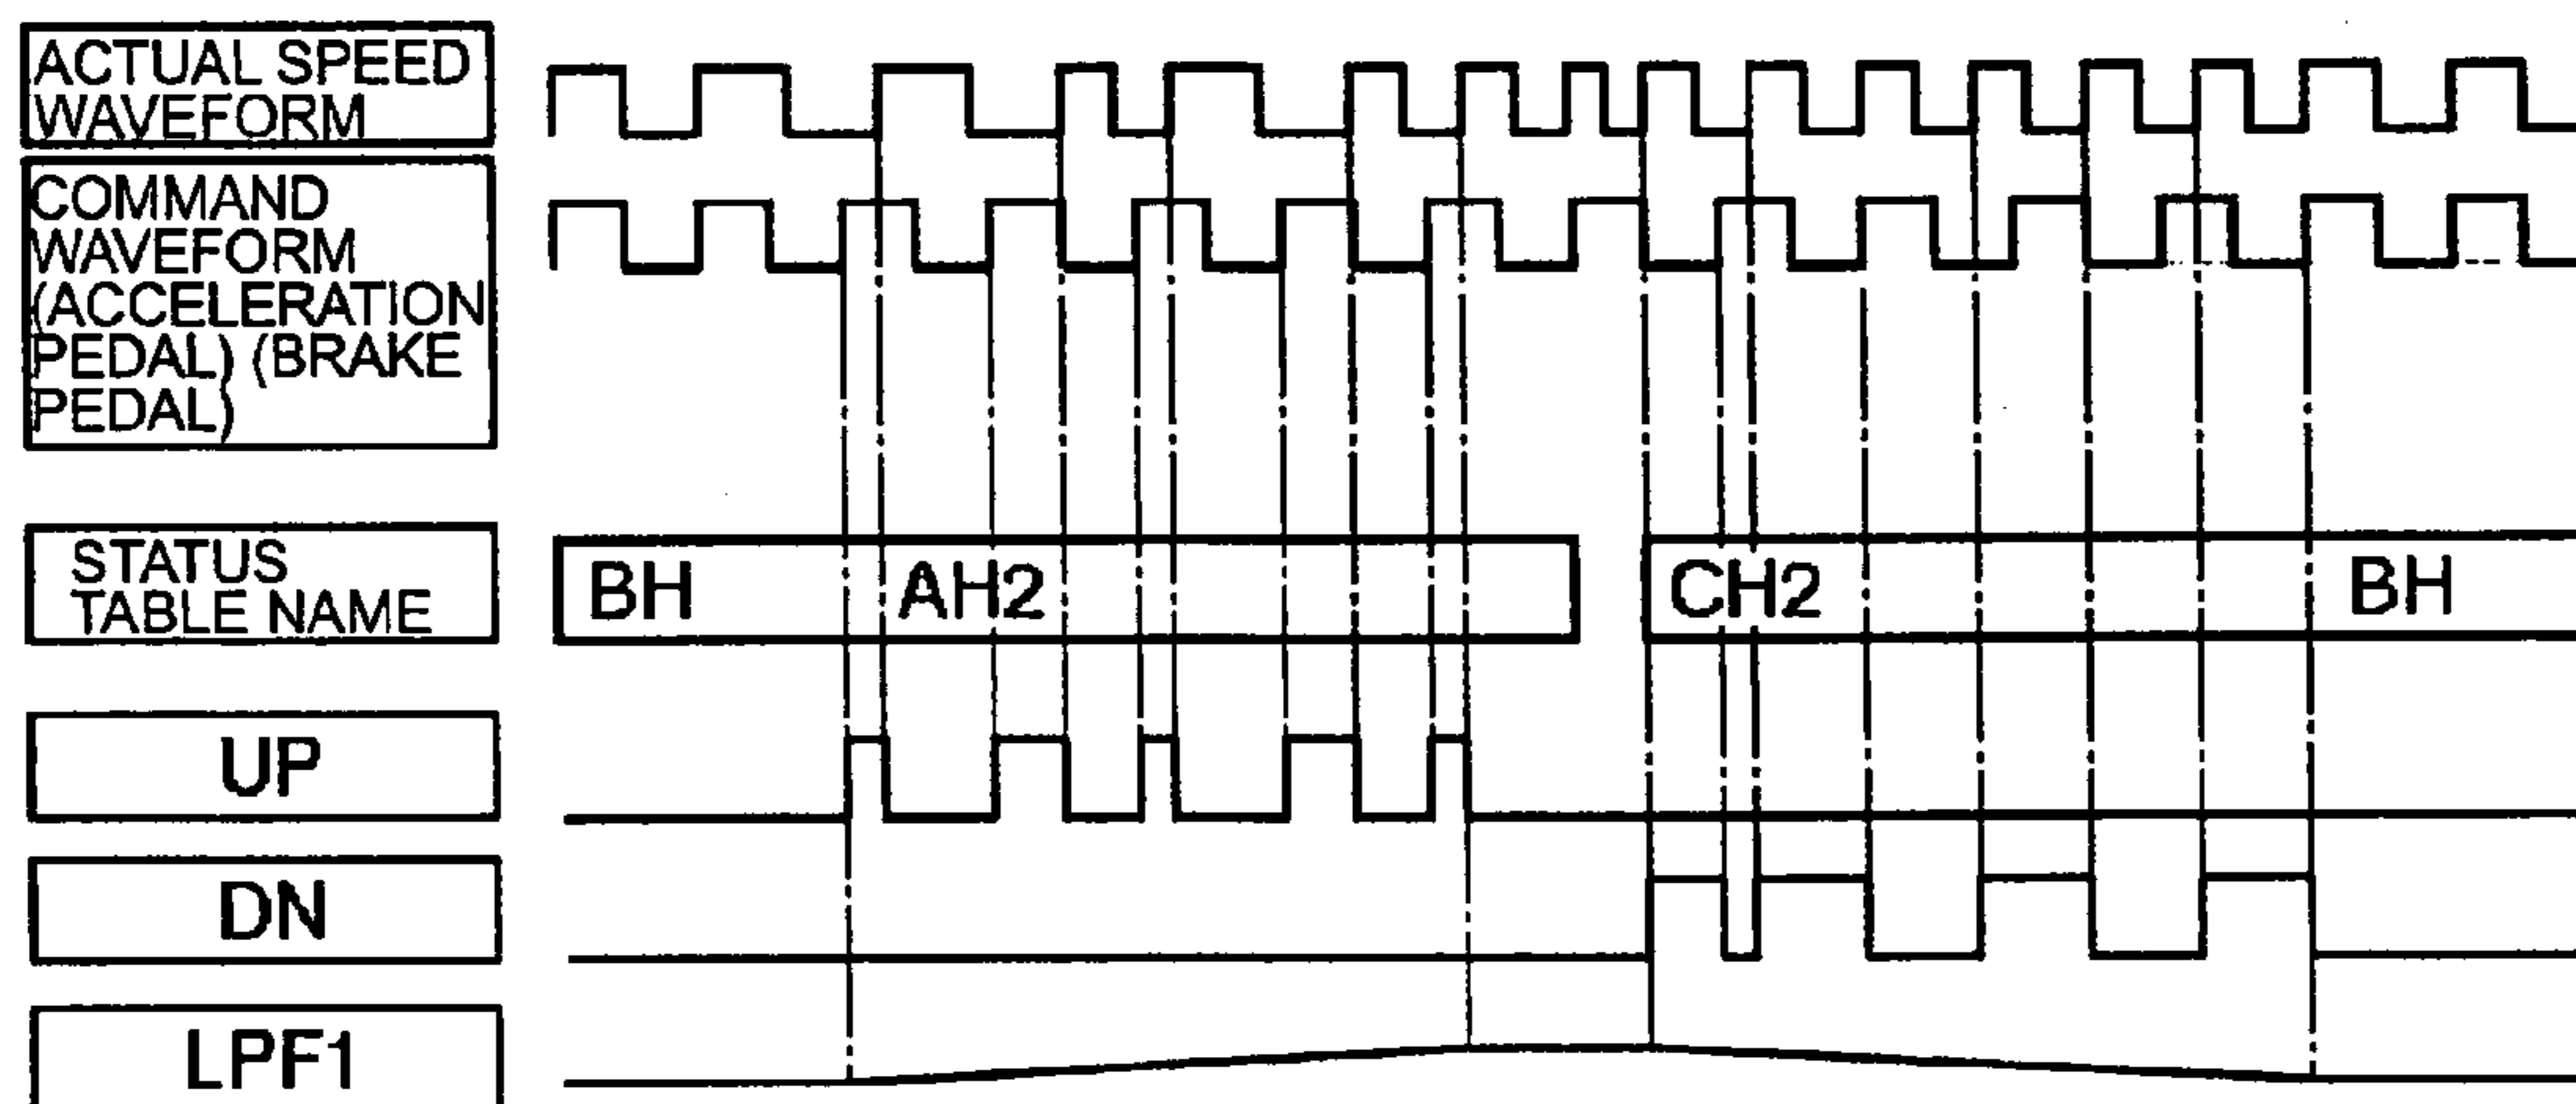 ACTUAL SPEED
WAVEFORM
COMMAND
WAVEFORM
(ACCELERATION
PEDAL) (BRAKE
PEDAL)
STATUS
TABLE NAME
BH
AH2
CH2
BH
UP
DN
LPF1